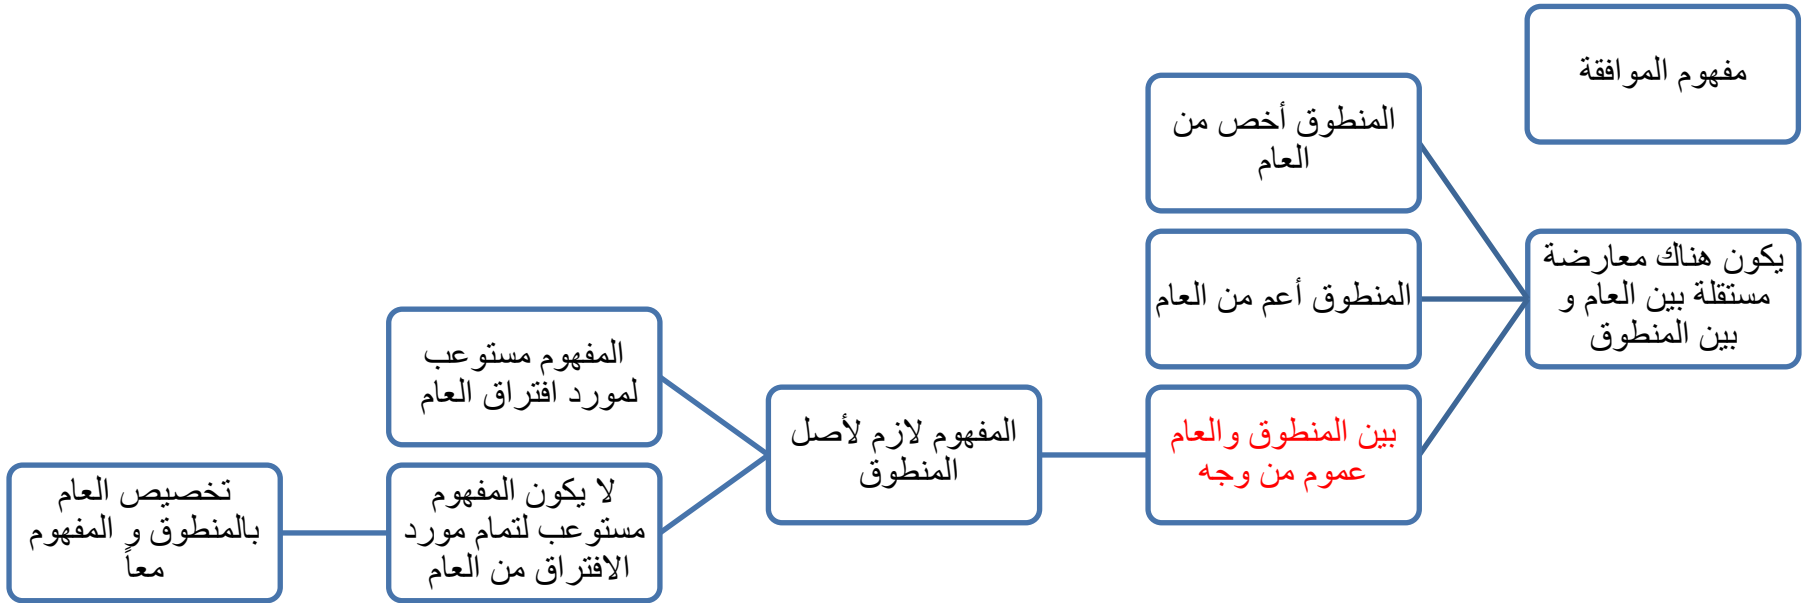 مفهوم الموافقة
يكون هناك معارضة
مستقلة بين العام و
بين المنطوق
المنطوق أخص من
العام
المنطوق أعم من العام
بين المنطوق والعام
عموم من وجه
المفهوم لازم لأصل
المنطوق
المفهوم مستوعب
لمورد افتراق العام
لا يكون المفهوم
مستوعب لتمام مورد
الافتراق من العام
تخصيص العام
بالمنطوق و المفهوم
معاً